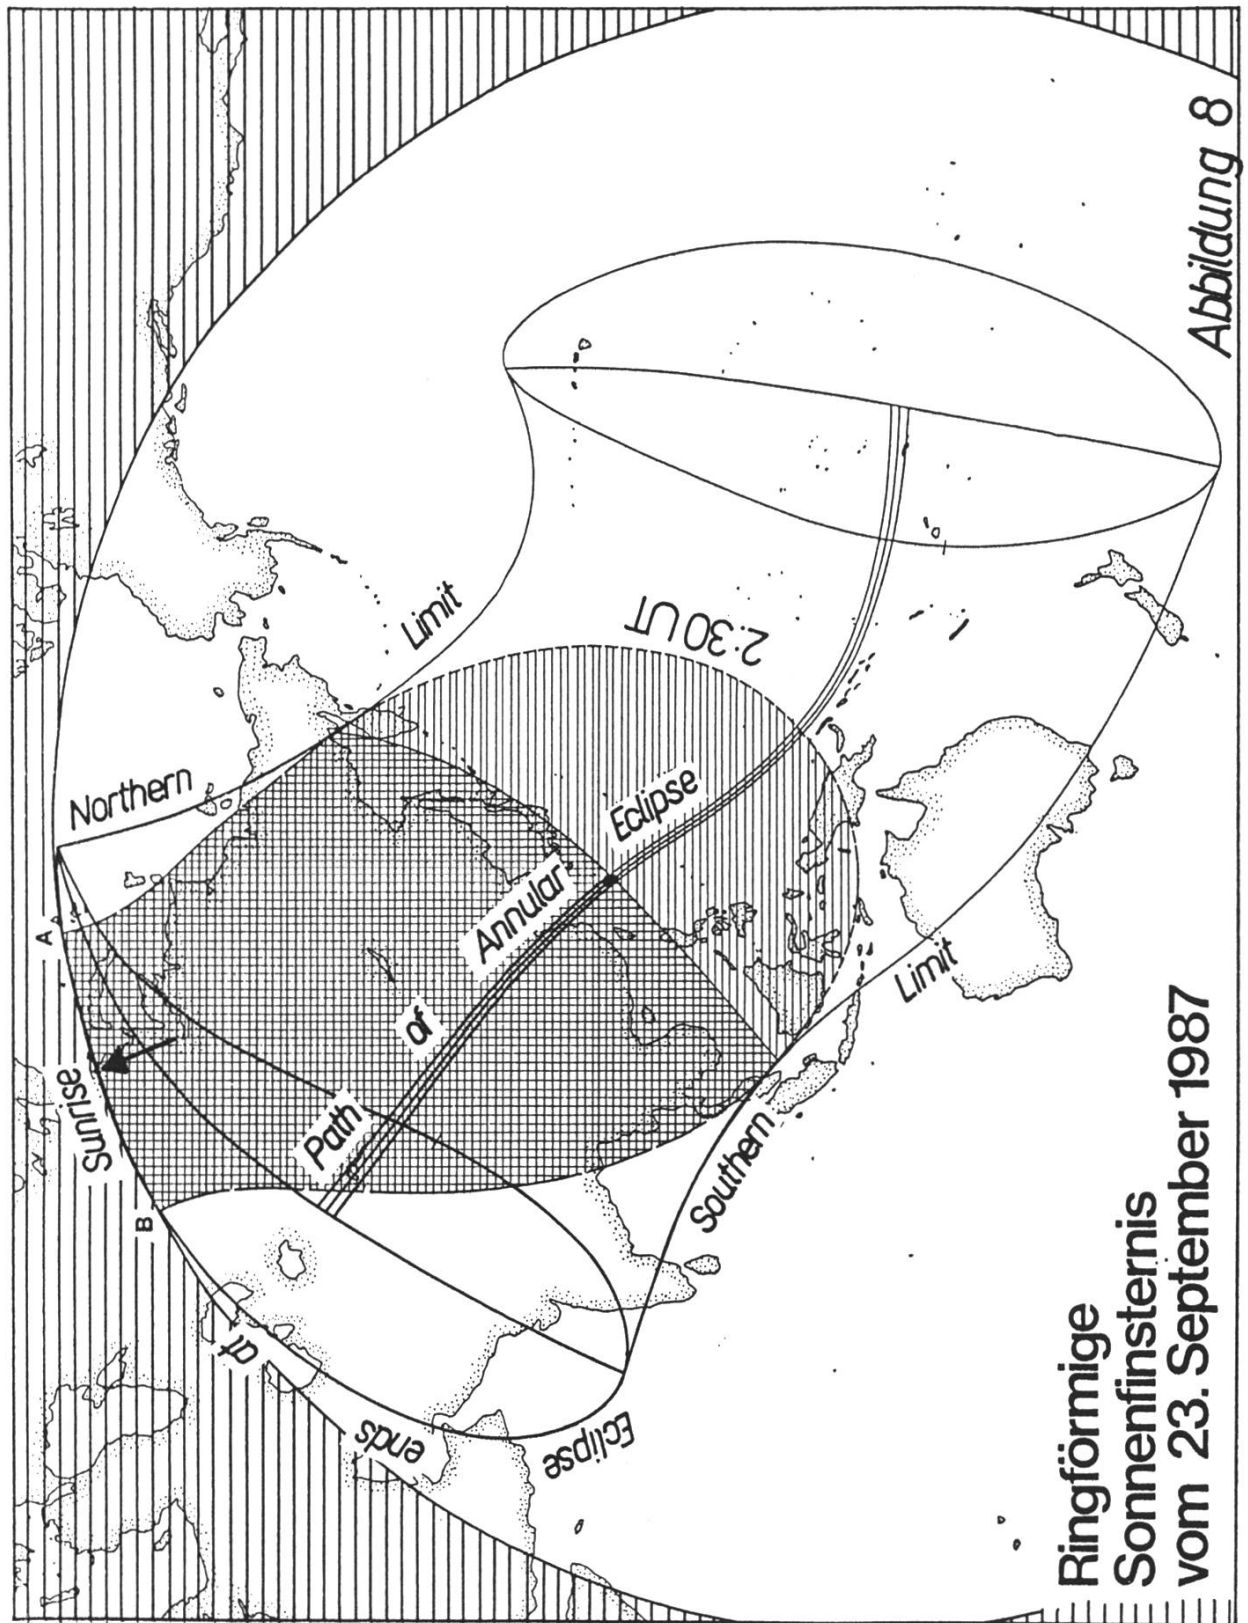 Abbildung 8
Northern
Limit
2:30 UT
A
B
Sunrise
at
ends
Eclipse
Path
of
Annular
Eclipse
Southern
Limit
Ringförmige
Sonnenfinsternis
vom 23. September 1987